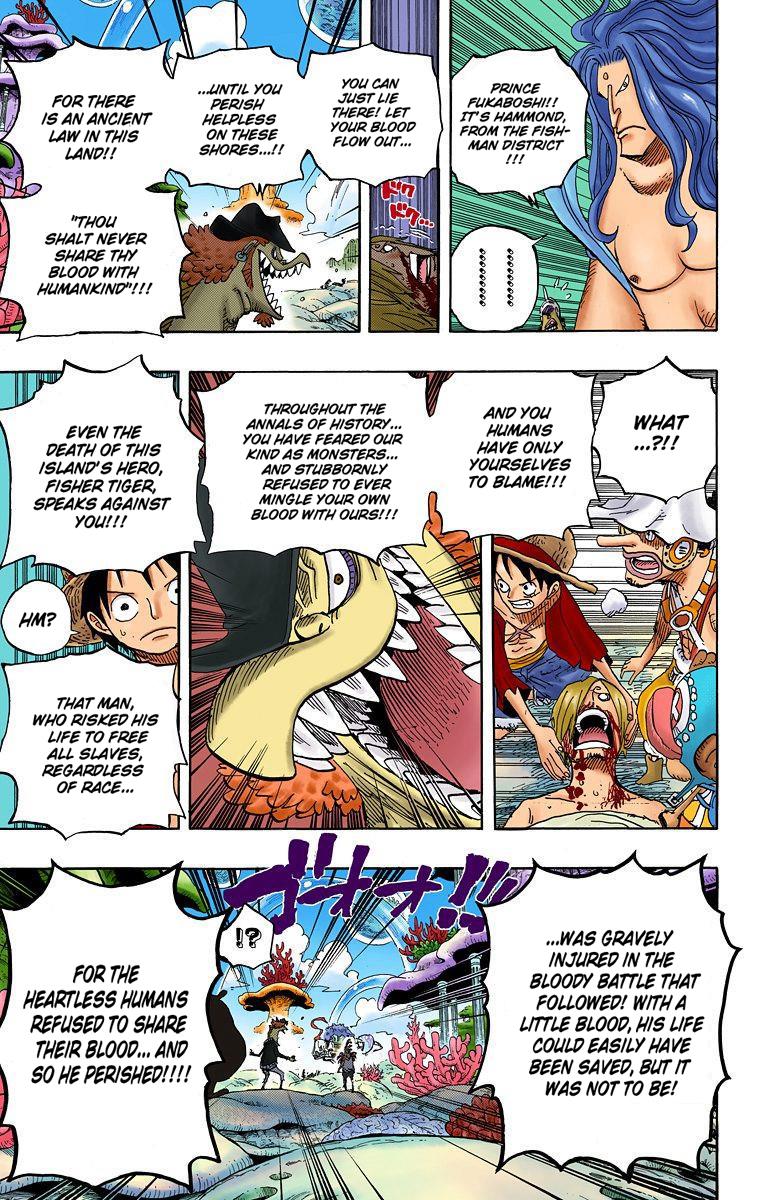 PRINCE
FUKABOSHI!!
IT'S HAMMOND,
FROM THE FISH-
MAN DISTRICT
!!!
YOU CAN
JUST LIE
THERE! LET
YOUR BLOOD
FLOW OUT...
ドクドク...
...UNTIL YOU
PERISH
HELPLESS
ON THESE
SHORES...!!
FOR THERE
IS AN ANCIENT
LAW IN THIS
LAND!!
"THOU
SHALT NEVER
SHARE THY
BLOOD WITH
HUMANKIND"!!!
WHAT
...?!!
AND YOU
HUMANS
HAVE ONLY
YOURSELVES
TO BLAME!!!
THROUGHOUT THE
ANNALS OF HISTORY...
YOU HAVE FEARED OUR
KIND AS MONSTERS...
AND STUBBORNLY
REFUSED TO EVER
MINGLE YOUR OWN
BLOOD WITH OURS!!!
EVEN THE
DEATH OF THIS
ISLAND'S HERO,
FISHER TIGER,
SPEAKS AGAINST
YOU!!!
HM?
THAT MAN,
WHO RISKED HIS
LIFE TO FREE
ALL SLAVES,
REGARDLESS
OF RACE...
...WAS GRAVELY
INJURED IN THE
BLOODY BATTLE THAT
FOLLOWED! WITH A
LITTLE BLOOD, HIS LIFE
COULD EASILY HAVE
BEEN SAVED, BUT IT
WAS NOT TO BE!
ゴオオ!!!
!?
FOR THE
HEARTLESS HUMANS
REFUSED TO SHARE
THEIR BLOOD... AND
SO HE PERISHED!!!!